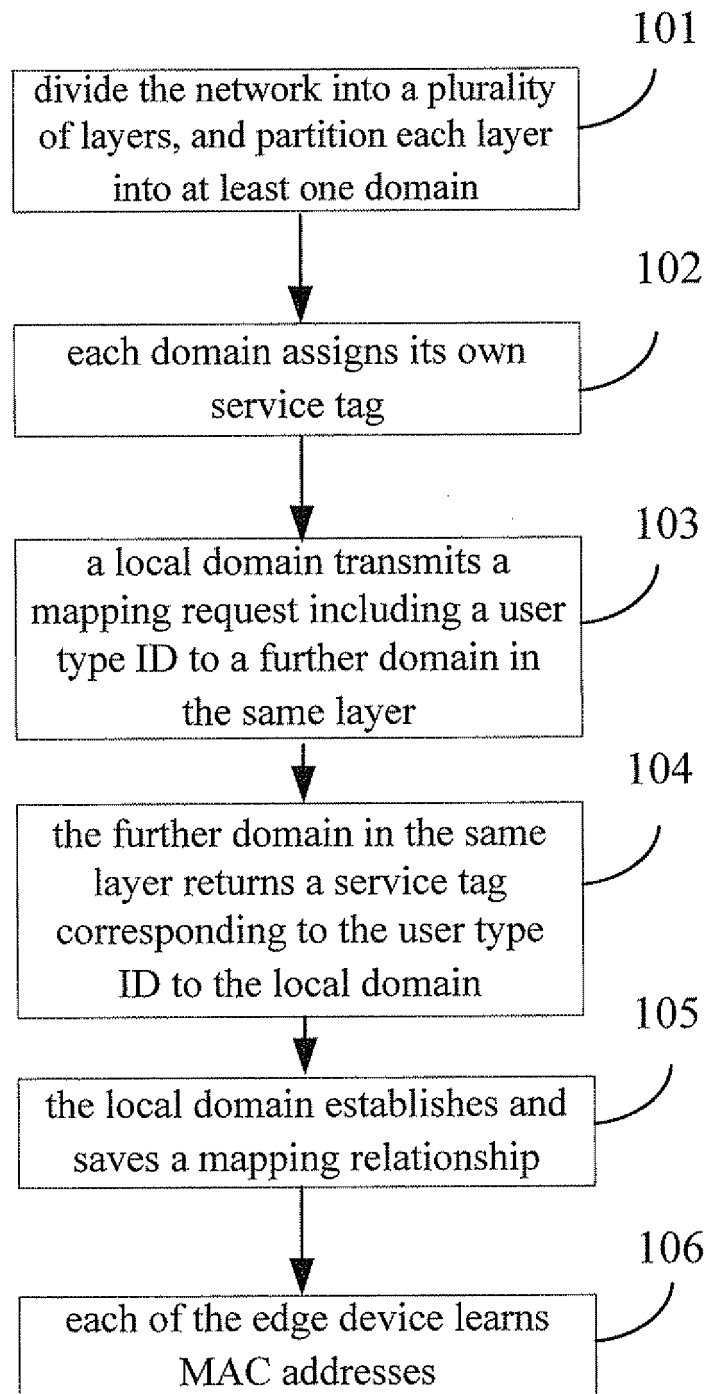 101
divide the network into a plurality
of layers, and partition each layer
into at least one domain
102
each domain assigns its own
service tag
103
a local domain transmits a
mapping request including a user
type ID to a further domain in
the same layer
104
the further domain in the same
layer returns a service tag
corresponding to the user type
ID to the local domain
105
the local domain establishes and
saves a mapping relationship
106
each of the edge device learns
MAC addresses